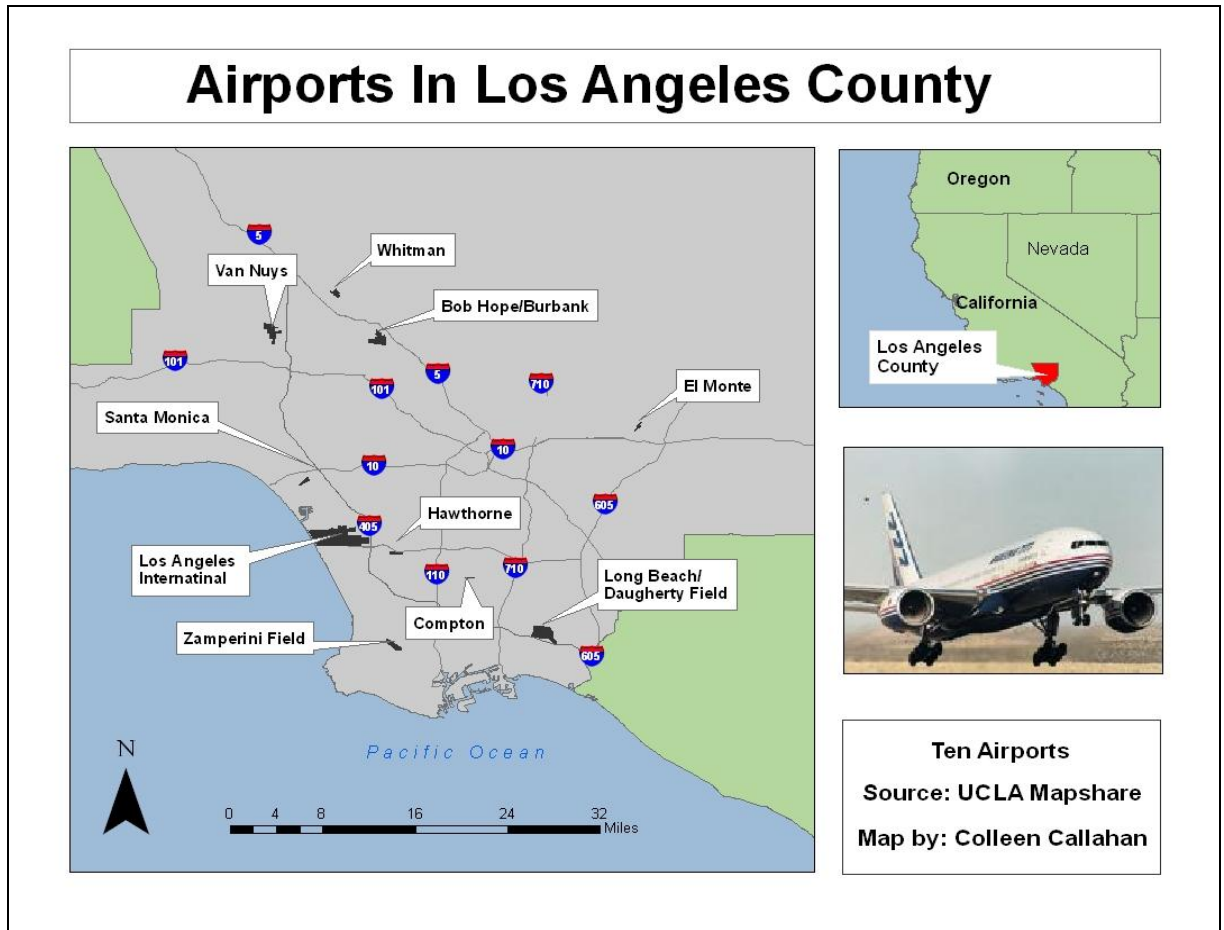 Airports In Los Angeles County
5
Whitman
Van Nuys
Bob Hope/Burbank
101
5
101
710
El Monte
Santa Monica
10
10
605
Hawthorne
405
Los Angeles
Internatinal
110
710
Long Beach/
Daugherty Field
Compton
Zamperini Field
605
Pacific Ocean
N
0 4 8 16 24 32
Miles
Oregon
Nevada
California
Los Angeles
County
Ten Airports
Source: UCLA Mapshare
Map by: Colleen Callahan